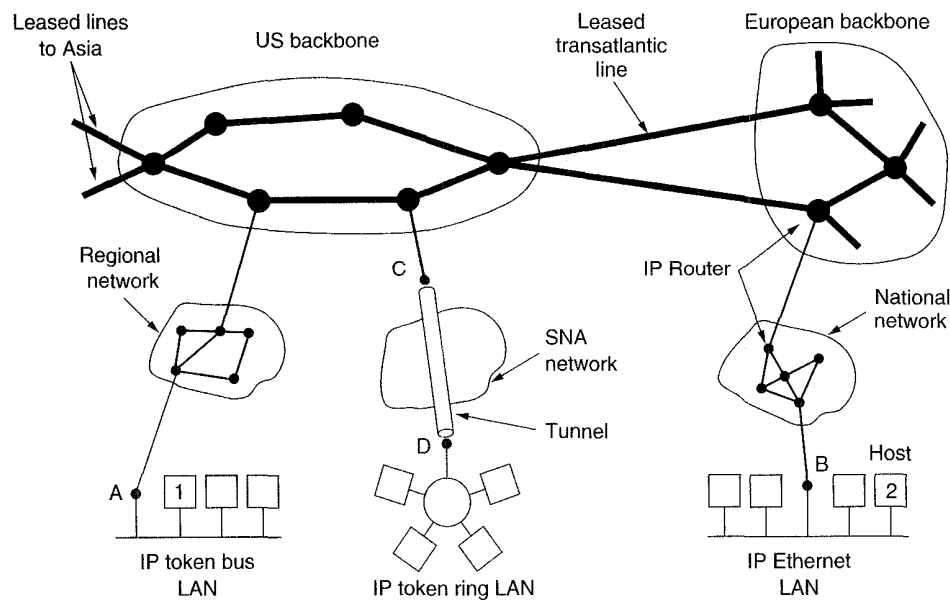 Leased lines
to Asia
US backbone
Leased
transatlantic
line
European backbone
Regional
network
C
IP Router
National
network
SNA
network
Tunnel
D
A
1
B
Host
2
IP token bus
LAN
IP token ring LAN
IP Ethernet
LAN